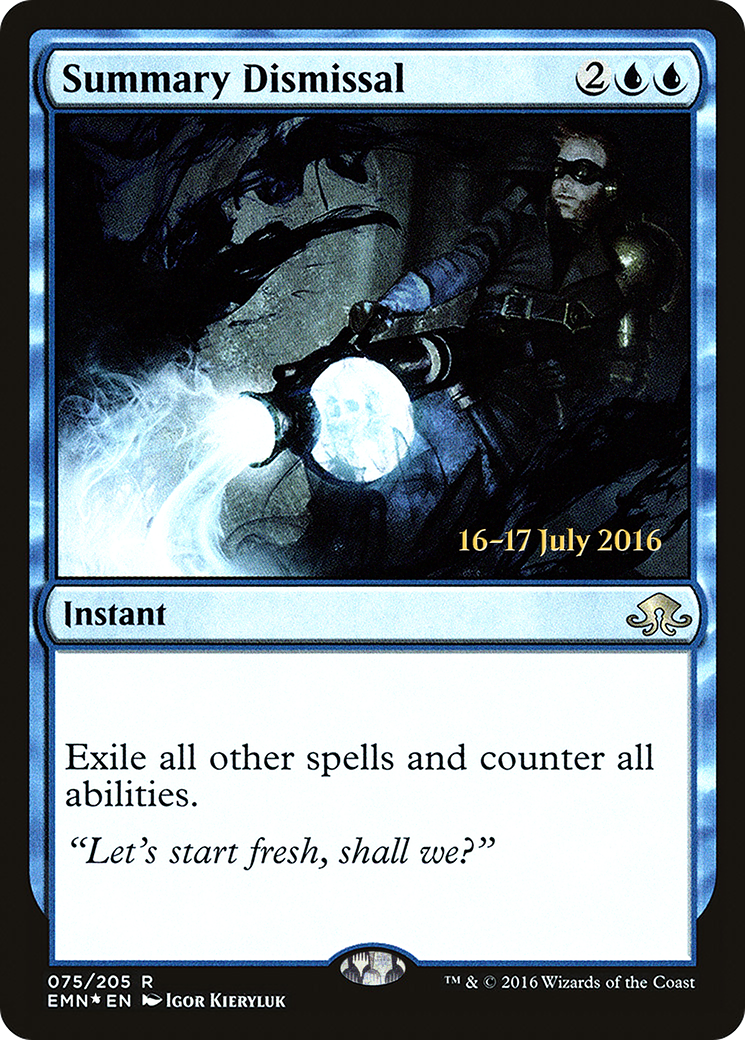 Summary Dismissal 2
16–17 July 2016
Instant
Exile all other spells and counter all
abilities.
“Let’s start fresh, shall we?”
075/205 R
EMN★EN Igor Kieryluk
™ & © 2016 Wizards of the Coast